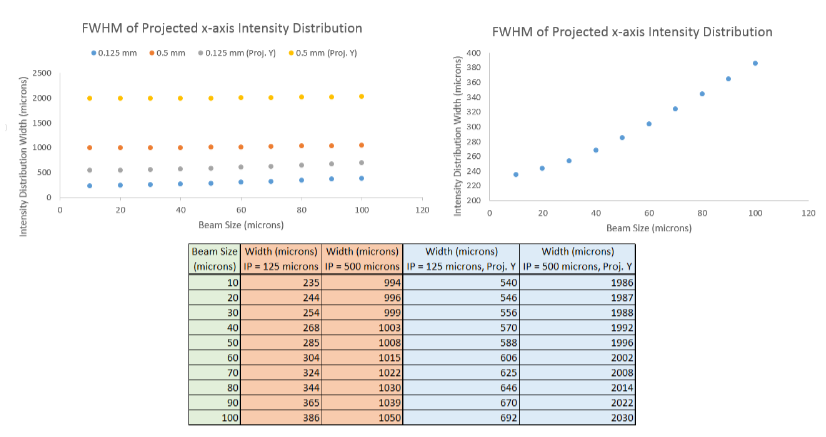 FWHM of Projected x-axis Intensity Distribution
0.125 mm 0.5 mm 0.125 mm (Proj. Y) 0.5 mm (Proj. Y)
Intensity Distribution Width (microns)
2500
2000
1500
1000
500
0
0 20 40 60 80 100 120
Beam Size (microns)
FWHM of Projected x-axis Intensity Distribution
Intensity Distribution Width (microns)
400
380
360
340
320
300
280
260
240
220
200
0 20 40 60 80 100 120
Beam Size (microns)
Beam Size Width (microns) Width (microns) Width (microns) Width (microns)
(microns) IP = 125 microns IP = 500 microns IP = 125 microns, Proj. Y IP = 500 microns, Proj. Y
10 235 994 540 1986
20 244 996 546 1987
30 254 999 556 1988
40 268 1003 570 1992
50 285 1008 588 1996
60 304 1015 606 2002
70 324 1022 625 2008
80 344 1030 646 2014
90 365 1039 670 2022
100 386 1050 692 2030